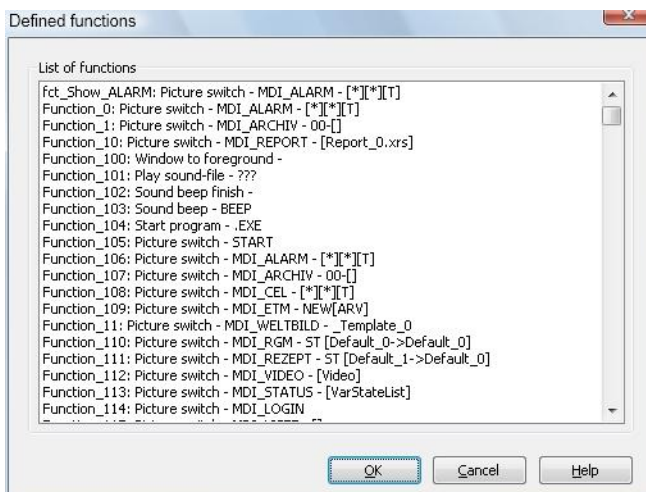 Defined functions
List of functions
fct_Show_ALARM: Picture switch - MDI_ALARM - [*][*][T]
Function_0: Picture switch - MDI_ALARM - [*][*][T]
Function_1: Picture switch - MDI_ARCHIV - 00-[]
Function_10: Picture switch - MDI_REPORT - [Report_0.xrs]
Function_100: Window to foreground -
Function_101: Play sound-file - ???
Function_102: Sound beep finish -
Function_103: Sound beep - BEEP
Function_104: Start program - .EXE
Function_105: Picture switch - START
Function_106: Picture switch - MDI_ALARM - [*][*][T]
Function_107: Picture switch - MDI_ARCHIV - 00-[]
Function_108: Picture switch - MDI_CEL - [*][*][T]
Function_109: Picture switch - MDI_ETM - NEW[ARV]
Function_11: Picture switch - MDI_WELTBILD - _Template_0
Function_110: Picture switch - MDI_RGM - ST [Default_0->Default_0]
Function_111: Picture switch - MDI_REZEPT - ST [Default_1->Default_0]
Function_112: Picture switch - MDI_VIDEO - [Video]
Function_113: Picture switch - MDI_STATUS - [VarStateList]
Function_114: Picture switch - MDI_LOGIN
OK Cancel Help